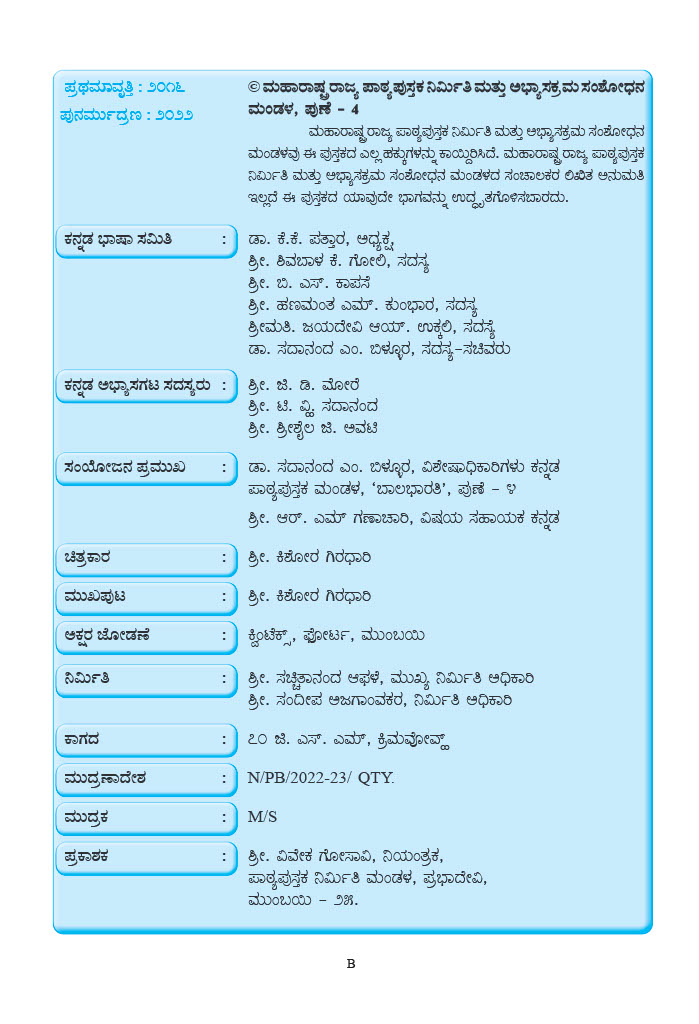 ಪ್ರಥಮಾವೃತ್ತಿ : ೨೦೧೬
ಪುನರ್ಮುದ್ರಣ : ೨೦೨೨
© ಮಹಾರಾಷ್ಟ್ರ ರಾಜ್ಯ ಪಾಠ್ಯಪುಸ್ತಕ ನಿರ್ಮಿತಿ ಮತ್ತು ಅಭ್ಯಾಸಕ್ರಮ ಸಂಶೋಧನ
ಮಂಡಳ, ಪುಣೆ – 4
ಮಹಾರಾಷ್ಟ್ರ ರಾಜ್ಯ ಪಾಠ್ಯಪುಸ್ತಕ ನಿರ್ಮಿತಿ ಮತ್ತು ಅಭ್ಯಾಸಕ್ರಮ ಸಂಶೋಧನ
ಮಂಡಳವು ಈ ಪುಸ್ತಕದ ಎಲ್ಲ ಹಕ್ಕುಗಳನ್ನು ಕಾಯ್ದಿರಿಸಿದೆ. ಮಹಾರಾಷ್ಟ್ರ ರಾಜ್ಯ ಪಾಠ್ಯಪುಸ್ತಕ
ನಿರ್ಮಿತಿ ಮತ್ತು ಅಭ್ಯಾಸಕ್ರಮ ಸಂಶೋಧನ ಮಂಡಳದ ಸಂಚಾಲಕರ ಲಿಖಿತ ಅನುಮತಿ
ಇಲ್ಲದೆ ಈ ಪುಸ್ತಕದ ಯಾವುದೇ ಭಾಗವನ್ನು ಉದ್ಧೃತಗೊಳಿಸಬಾರದು.
ಕನ್ನಡ ಭಾಷಾ ಸಮಿತಿ : ಡಾ. ಕೆ.ಕೆ. ಪತ್ತಾರ, ಅಧ್ಯಕ್ಷ
ಶ್ರೀ. ಶಿವಬಾಳ ಕೆ. ಗೋಲಿ, ಸದಸ್ಯ
ಶ್ರೀ. ಬಿ. ಎಸ್. ಕಾಪಸೆ
ಶ್ರೀ. ಹಣಮಂತ ಎಮ್. ಕುಂಭಾರ, ಸದಸ್ಯ
ಶ್ರೀಮತಿ. ಜಯದೇವಿ ಆಯ್. ಉಕ್ಕಲಿ, ಸದಸ್ಯೆ
ಡಾ. ಸದಾನಂದ ಎಂ. ಬಿಳ್ಳೂರ, ಸದಸ್ಯ–ಸಚಿವರು
ಕನ್ನಡ ಅಭ್ಯಾಸಗಟ ಸದಸ್ಯರು : ಶ್ರೀ. ಜಿ. ಡಿ. ಮೋರೆ
ಶ್ರೀ. ಟಿ. ವ್ಹಿ. ಸದಾನಂದ
ಶ್ರೀ. ಶ್ರೀಶೈಲ ಜಿ. ಅವಟಿ
ಸಂಯೋಜನ ಪ್ರಮುಖ : ಡಾ. ಸದಾನಂದ ಎಂ. ಬಿಳ್ಳೂರ, ವಿಶೇಷಾಧಿಕಾರಿಗಳು ಕನ್ನಡ
ಪಾಠ್ಯಪುಸ್ತಕ ಮಂಡಳ, ‘ಬಾಲಭಾರತಿ’, ಪುಣೆ – ೪
ಶ್ರೀ. ಆರ್. ಎಮ್ ಗಣಾಚಾರಿ, ವಿಷಯ ಸಹಾಯಕ ಕನ್ನಡ
ಚಿತ್ರಕಾರ : ಶ್ರೀ. ಕಿಶೋರ ಗಿರಧಾರಿ
ಮುಖಪುಟ : ಶ್ರೀ. ಕಿಶೋರ ಗಿರಧಾರಿ
ಅಕ್ಷರ ಜೋಡಣೆ : ಕ್ವಿಂಟೆಕ್ಸ್, ಫೋರ್ಟ, ಮುಂಬಯಿ
ನಿರ್ಮಿತಿ : ಶ್ರೀ. ಸಚ್ಚಿತಾನಂದ ಆಫಳೆ, ಮುಖ್ಯ ನಿರ್ಮಿತಿ ಅಧಿಕಾರಿ
ಶ್ರೀ. ಸಂದೀಪ ಅಜಗಾಂವಕರ, ನಿರ್ಮಿತಿ ಅಧಿಕಾರಿ
ಕಾಗದ : ೭೦ ಜಿ. ಎಸ್. ಎಮ್, ಕ್ರಿಮವೋವ್ಹ್
ಮುದ್ರಣಾದೇಶ : N/PB/2022-23/ QTY.
ಮುದ್ರಕ : M/S
ಪ್ರಕಾಶಕ : ಶ್ರೀ. ವಿವೇಕ ಗೋಸಾವಿ, ನಿಯಂತ್ರಕ,
ಪಾಠ್ಯಪುಸ್ತಕ ನಿರ್ಮಿತಿ ಮಂಡಳ, ಪ್ರಭಾದೇವಿ,
ಮುಂಬಯಿ – ೨೫.
B